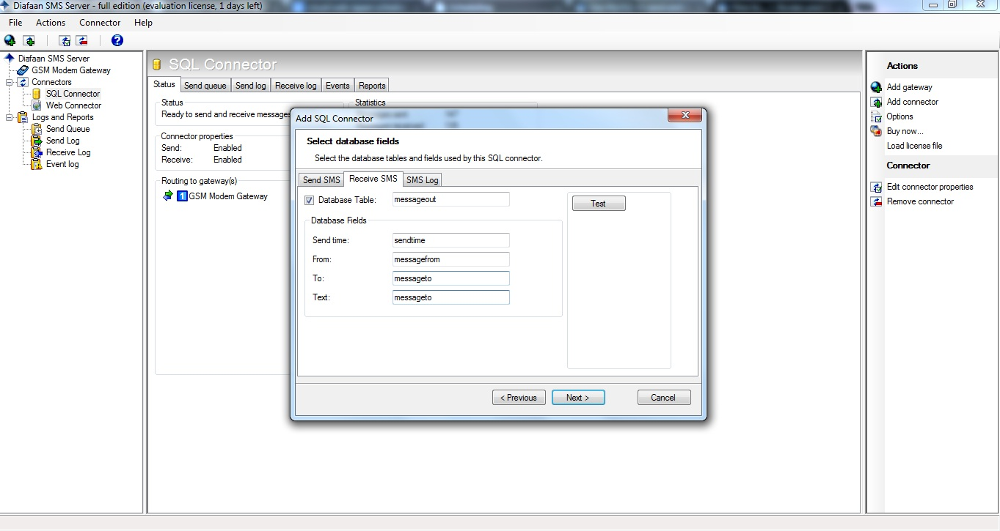 Diafaan SMS Server - full edition (evaluation license, 1 days left)
File Actions Connector Help
Diafaan SMS Server
GSM Modem Gateway
Connectors
SQL Connector
Web Connector
Logs and Reports
Send Queue
Send Log
Receive Log
Event log
SQL Connector
Status Send queue Send log Receive log Events Reports
Status
Ready to send and receive messages
Statistics
Connector properties
Send: Enabled
Receive: Enabled
Routing to gateway(s)
1 GSM Modem Gateway
Add SQL Connector
Select database fields
Select the database tables and fields used by this SQL connector.
Send SMS Receive SMS SMS Log
Database Table: messageout
Test
Database Fields
Send time: sendtime
From: messagefrom
To: messageto
Text: messageto
< Previous Next > Cancel
Actions
Add gateway
Add connector
Options
Buy now...
Load license file
Connector
Edit connector properties
Remove connector